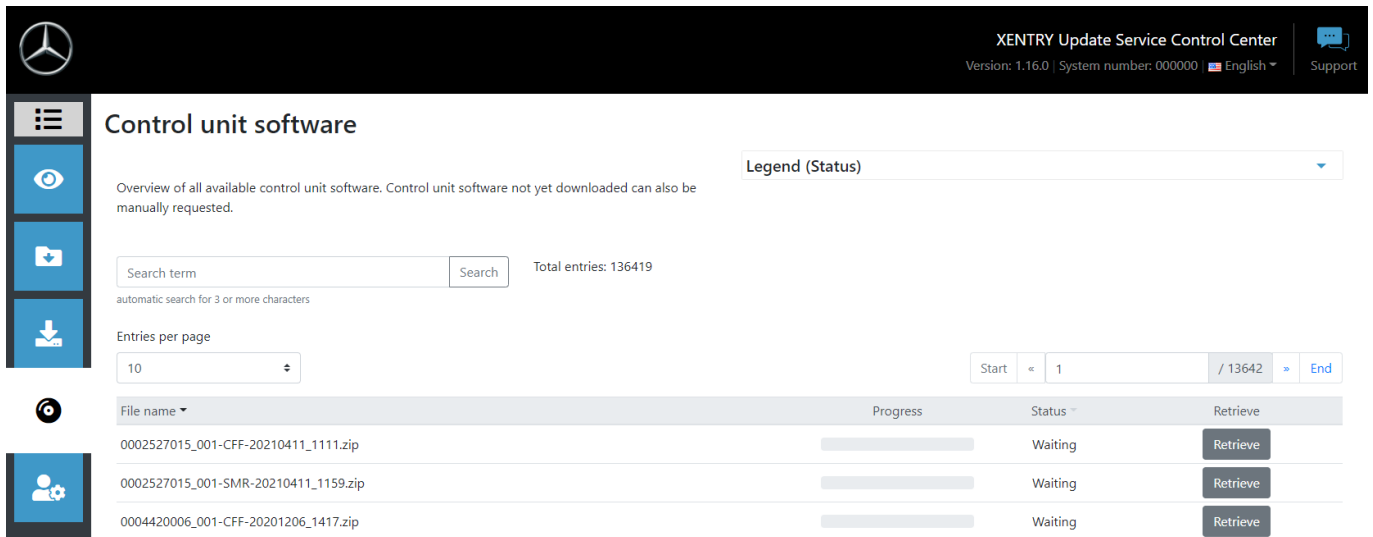 XENTRY Update Service Control Center
Version: 1.16.0 | System number: 000000 | English
Support
Control unit software
Legend (Status)
Overview of all available control unit software. Control unit software not yet downloaded can also be
manually requested.
Search term
Search
Total entries: 136419
automatic search for 3 or more characters
Entries per page
10
Start « 1 / 13642 » End
File name Progress Status Retrieve
0002527015_001-CFF-20210411_1111.zip Waiting Retrieve
0002527015_001-SMR-20210411_1159.zip Waiting Retrieve
0004420006_001-CFF-20201206_1417.zip Waiting Retrieve